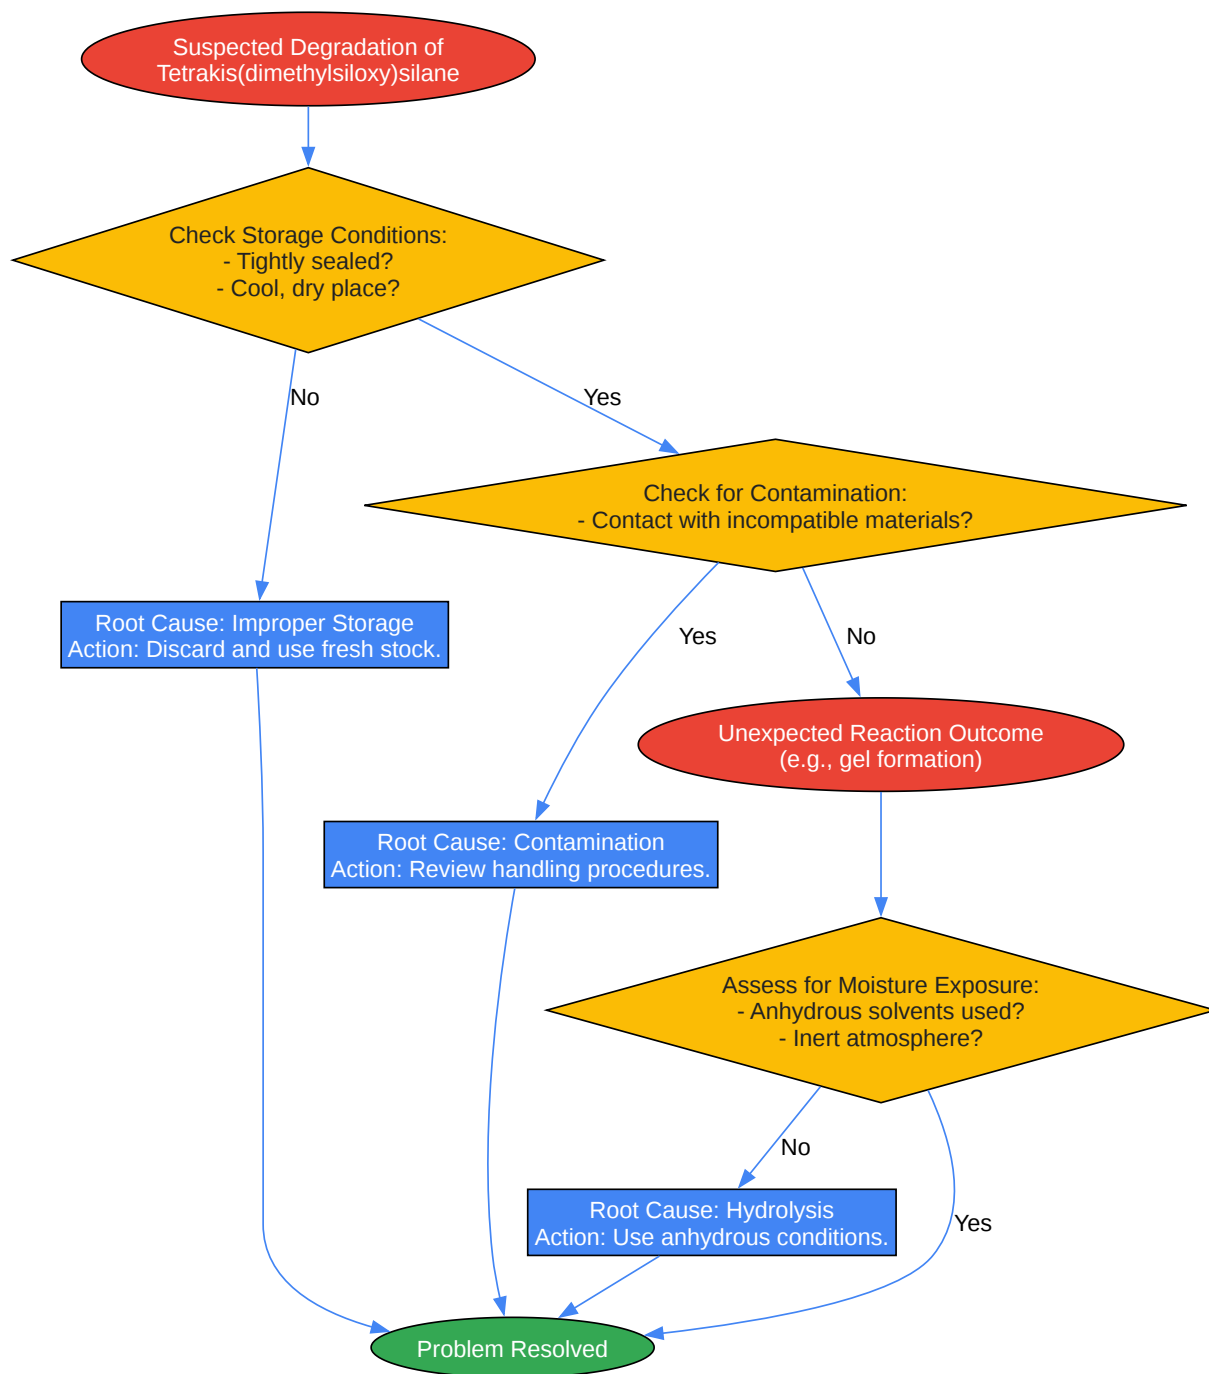 Suspected Degradation of
Tetrakis(dimethylsiloxy)silane
Check Storage Conditions:
- Tightly sealed?
- Cool, dry place?
No
Yes
Check for Contamination:
- Contact with incompatible materials?
Root Cause: Improper Storage
Action: Discard and use fresh stock.
Yes
No
Unexpected Reaction Outcome
(e.g., gel formation)
Root Cause: Contamination
Action: Review handling procedures.
Assess for Moisture Exposure:
- Anhydrous solvents used?
- Inert atmosphere?
No
Root Cause: Hydrolysis
Action: Use anhydrous conditions.
Yes
Problem Resolved